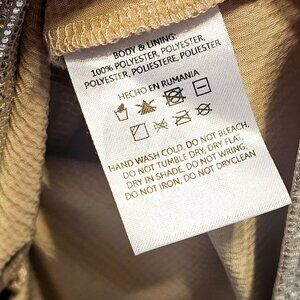 BODY & LINING:
100% POLYESTER, POLYESTER,
POLYESTER, POLIESTERE, POLIESTER
HECHO EN RUMANIA
HAND WASH COLD, DO NOT BLEACH,
DO NOT TUMBLE DRY, DRY FLAT,
DRY IN SHADE, DO NOT WRING,
DO NOT IRON, DO NOT DRYCLEAN